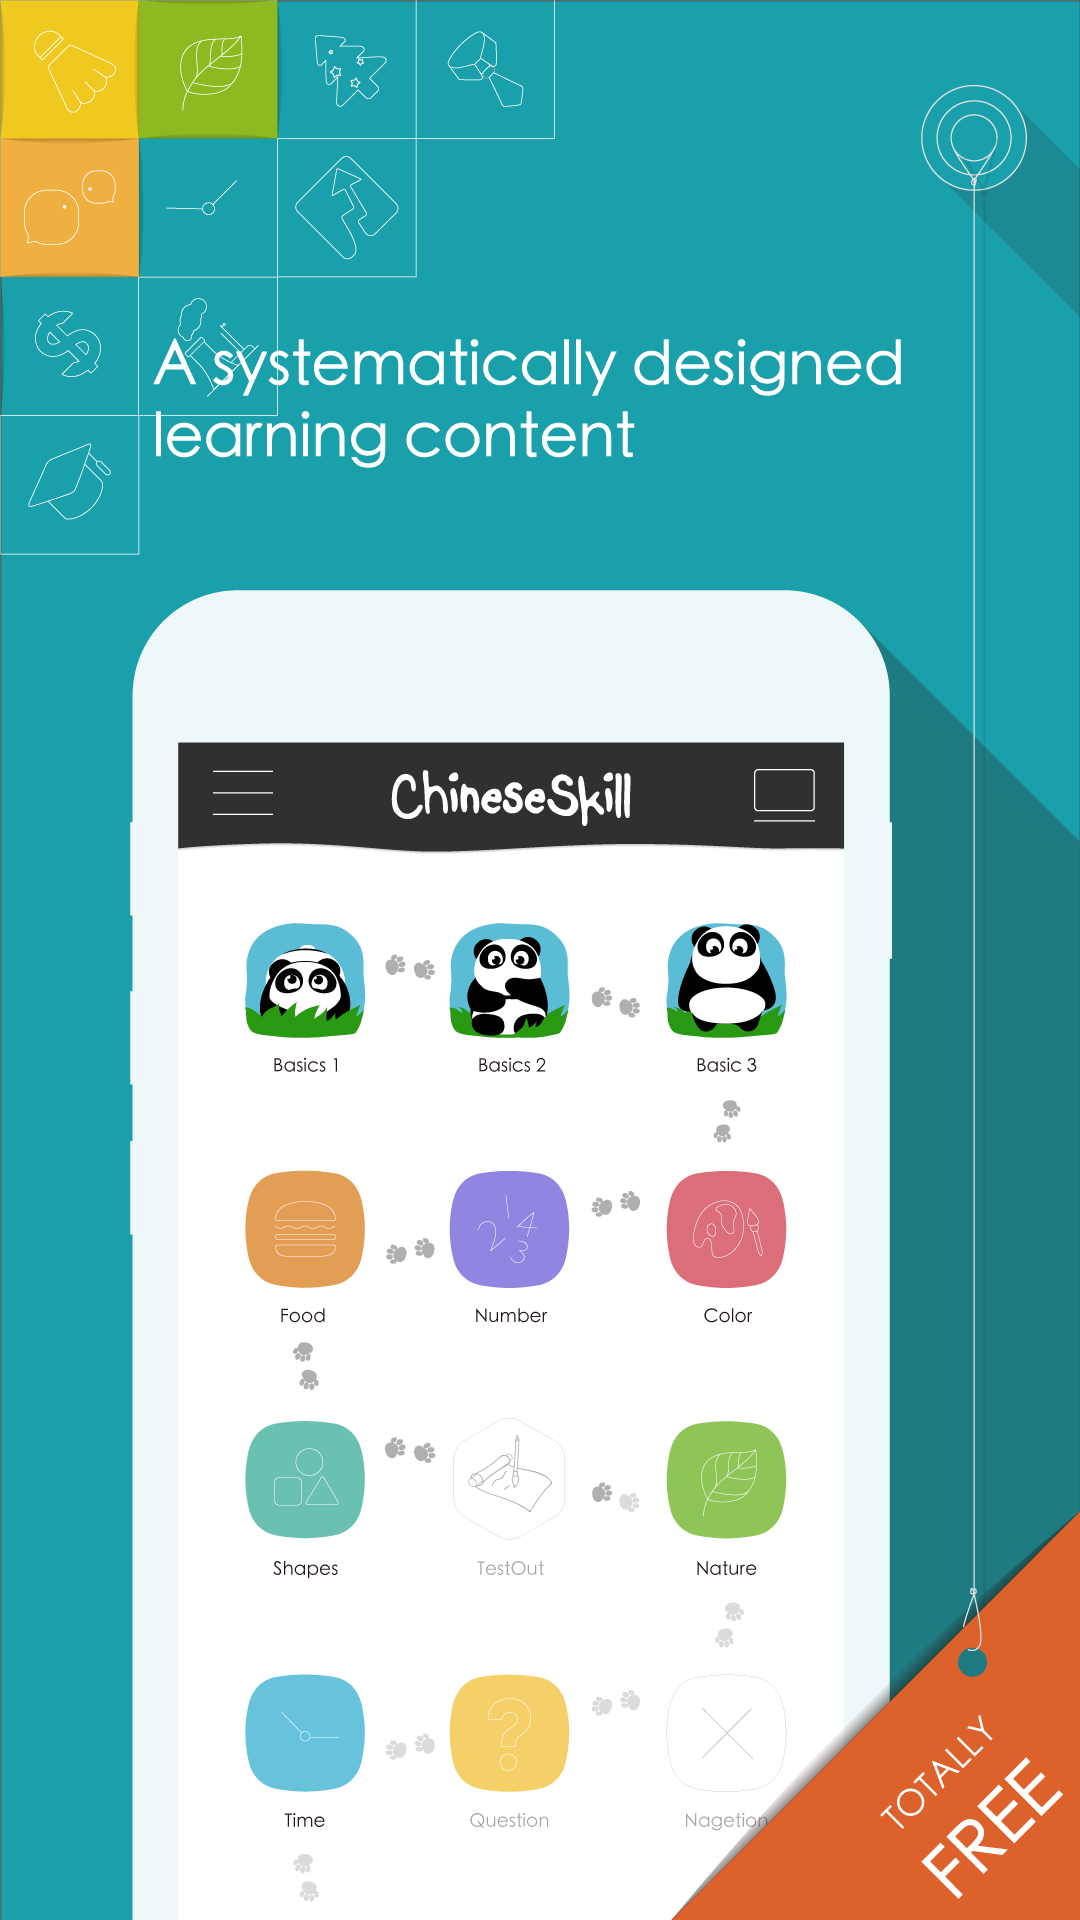 A systematically designed
learning content
ChineseSkill
Basics 1
Basics 2
Basic 3
Food
Number
Color
Shapes
TestOut
Nature
Time
Question
Nagetion
TOTALLY
FREE